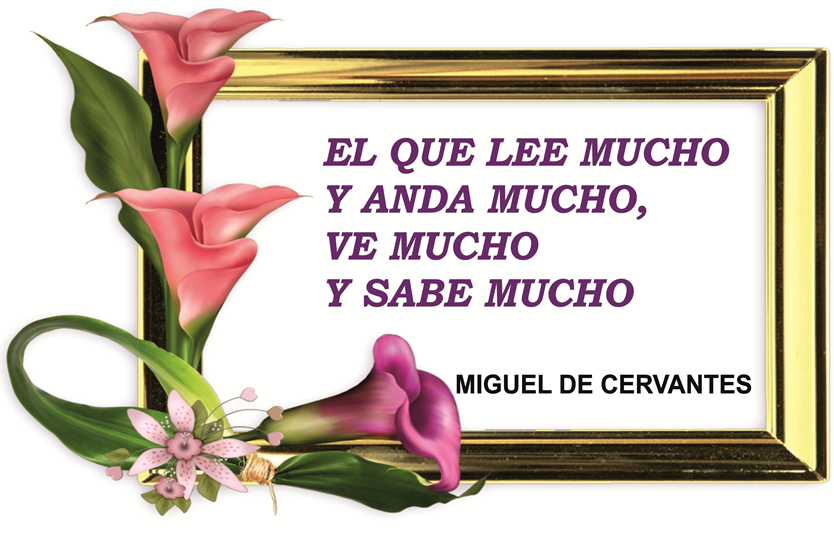 EL QUE LEE MUCHO
Y ANDA MUCHO,
VE MUCHO
Y SABE MUCHO
MIGUEL DE CERVANTES